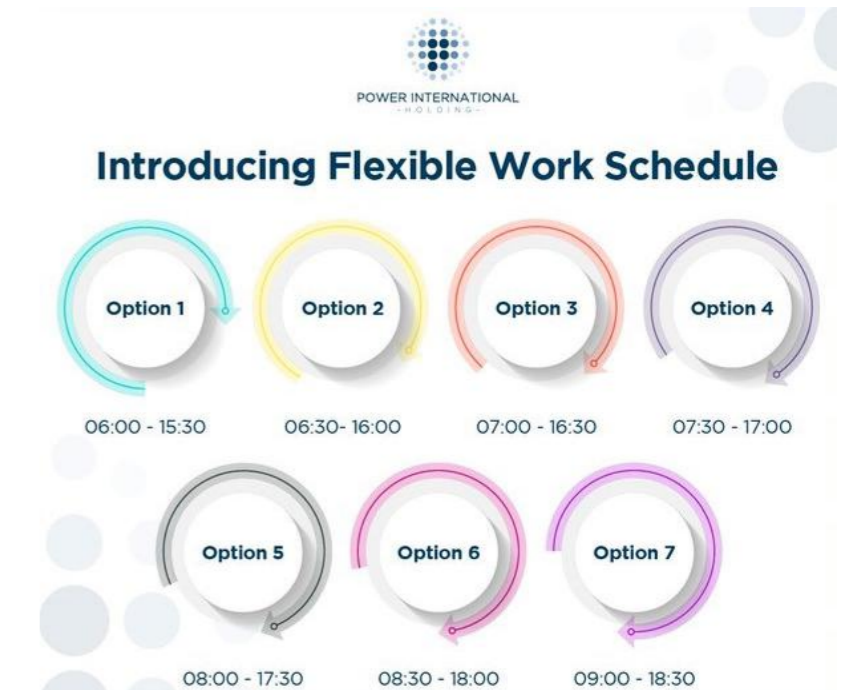 POWER INTERNATIONAL
-HOLDING-
Introducing Flexible Work Schedule
Option 1
Option 2
Option 3
Option 4
06:00 - 15:30
06:30- 16:00
07:00 - 16:30
07:30 - 17:00
Option 5
Option 6
Option 7
08:00 - 17:30
08:30 - 18:00
09:00 - 18:30